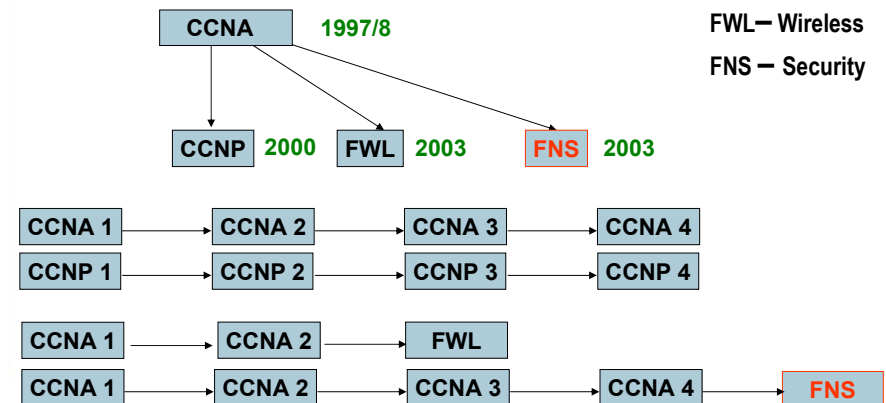 CCNA 1997/8
FWL– Wireless
FNS – Security
CCNP 2000 FWL 2003 FNS 2003
CCNA 1 CCNA 2 CCNA 3 CCNA 4
CCNP 1 CCNP 2 CCNP 3 CCNP 4
CCNA 1 CCNA 2 FWL
CCNA 1 CCNA 2 CCNA 3 CCNA 4 FNS